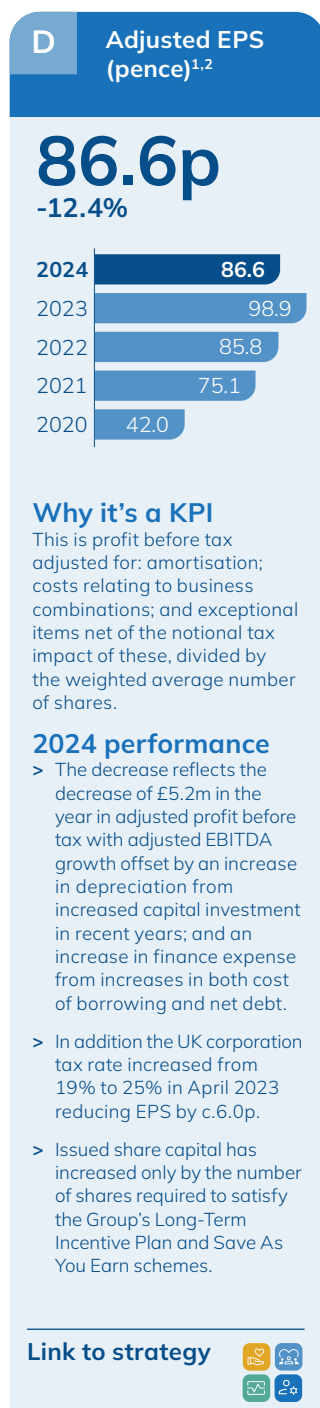 D
Adjusted EPS
(pence)1,2
86.6p
-12.4%
2024 86.6
2023 98.9
2022 85.8
2021 75.1
2020 42.0
Why it's a KPI
This is profit before tax
adjusted for: amortisation;
costs relating to business
combinations; and exceptional
items net of the notional tax
impact of these, divided by
the weighted average number
of shares.
2024 performance
> The decrease reflects the
decrease of £5.2m in the
year in adjusted profit before
tax with adjusted EBITDA
growth offset by an increase
in depreciation from
increased capital investment
in recent years; and an
increase in finance expense
from increases in both cost
of borrowing and net debt.
> In addition the UK corporation
tax rate increased from
19% to 25% in April 2023
reducing EPS by c.6.0p.
> Issued share capital has
increased only by the number
of shares required to satisfy
the Group's Long-Term
Incentive Plan and Save As
You Earn schemes.
Link to strategy